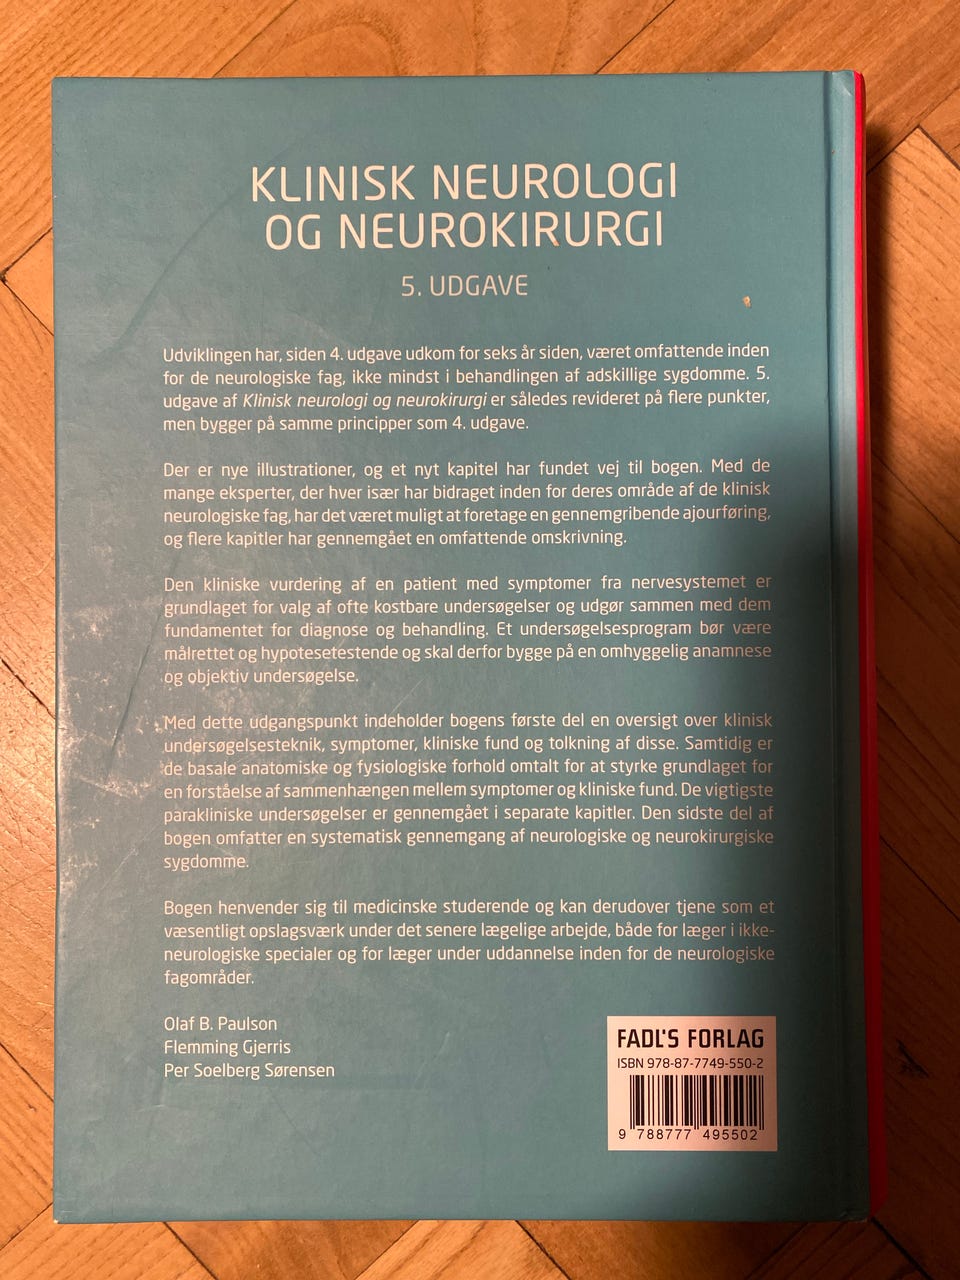 KLINISK NEUROLOGI
OG NEUROKIRURGI
5. UDGAVE
Udviklingen har, siden 4. udgave udkom for seks år siden, været omfattende inden
for de neurologiske fag, ikke mindst i behandlingen af adskillige sygdomme. 5.
udgave af Klinisk neurologi og neurokirurgi er således revideret på flere punkter,
men bygger på samme principper som 4. udgave.
Der er nye illustrationer, og et nyt kapitel har fundet vej til bogen. Med de
mange eksperter, der hver især har bidraget inden for deres område af de klinisk
neurologiske fag, har det været muligt at foretage en gennemgribende ajourføring,
og flere kapitler har gennemgået en omfattende omskrivning.
Den kliniske vurdering af en patient med symptomer fra nervesystemet er
grundlaget for valg af ofte kostbare undersøgelser og udgør sammen med dem
fundamentet for diagnose og behandling. Et undersøgelsesprogram bør være
målrettet og hypotesetestende og skal derfor bygge på en omhyggelig anamnese
og objektiv undersøgelse.
Med dette udgangspunkt indeholder bogens første del en oversigt over klinisk
undersøgelsesteknik, symptomer, kliniske fund og tolkning af disse. Samtidig er
de basale anatomiske og fysiologiske forhold omtalt for at styrke grundlaget for
en forståelse af sammenhængen mellem symptomer og kliniske fund. De vigtigste
parakliniske undersøgelser er gennemgået i separate kapitler. Den sidste del af
bogen omfatter en systematisk gennemgang af neurologiske og neurokirurgiske
sygdomme.
Bogen henvender sig til medicinske studerende og kan derudover tjene som et
væsentligt opslagsværk under det senere lægelige arbejde, både for læger i ikke-
neurologiske specialer og for læger under uddannelse inden for de neurologiske
fagområder.
Olaf B. Paulson
Flemming Gjerris
Per Soelberg Sørensen
FADL'S FORLAG
ISBN 978-87-7749-550-2
9 788777 495502